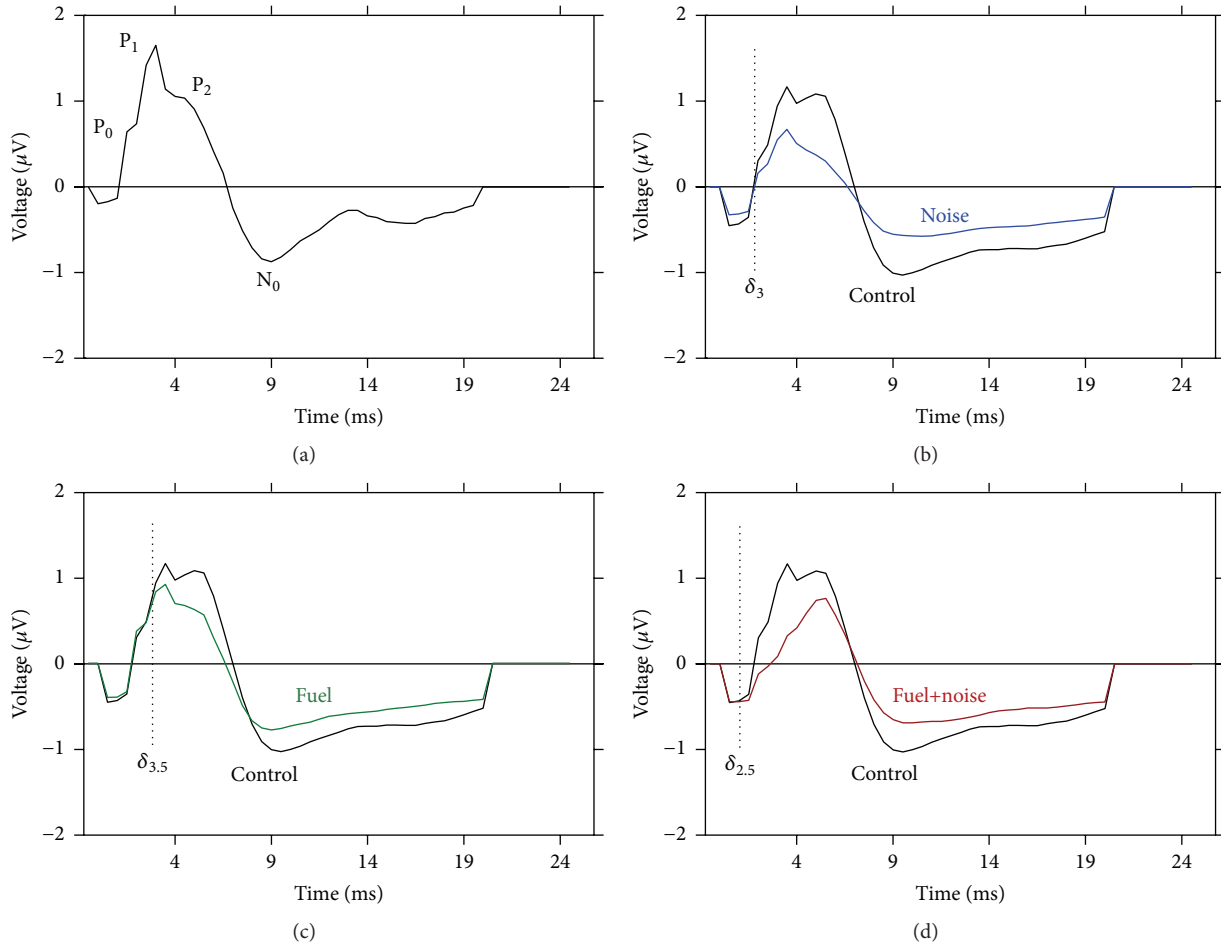 2
1
0
−1
−2
Voltage (μV)
P₀
P₁
P₂
N₀
4 9 14 19 24
Time (ms)
(a)
2
1
0
−1
−2
Voltage (μV)
Noise
δ₃
Control
4 9 14 19 24
Time (ms)
(b)
2
1
0
−1
−2
Voltage (μV)
Fuel
δ₃.₅
Control
4 9 14 19 24
Time (ms)
(c)
2
1
0
−1
−2
Voltage (μV)
Fuel+noise
δ₂.₅
Control
4 9 14 19 24
Time (ms)
(d)